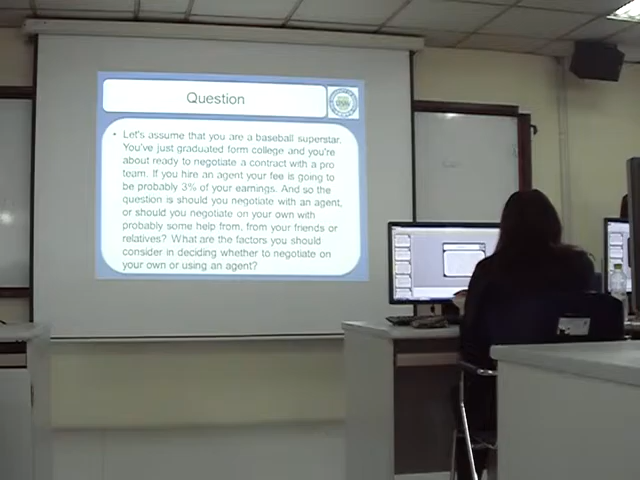 Question
• Let's assume that you are a baseball superstar.
You've just graduated form college and you're
about ready to negotiate a contract with a pro
team. If you hire an agent your fee is going to
be probably 3% of your earnings. And so the
question is should you negotiate with an agent,
or should you negotiate on your own with
probably some help from, from your friends or
relatives? What are the factors you should
consider in deciding whether to negotiate on
your own or using an agent?